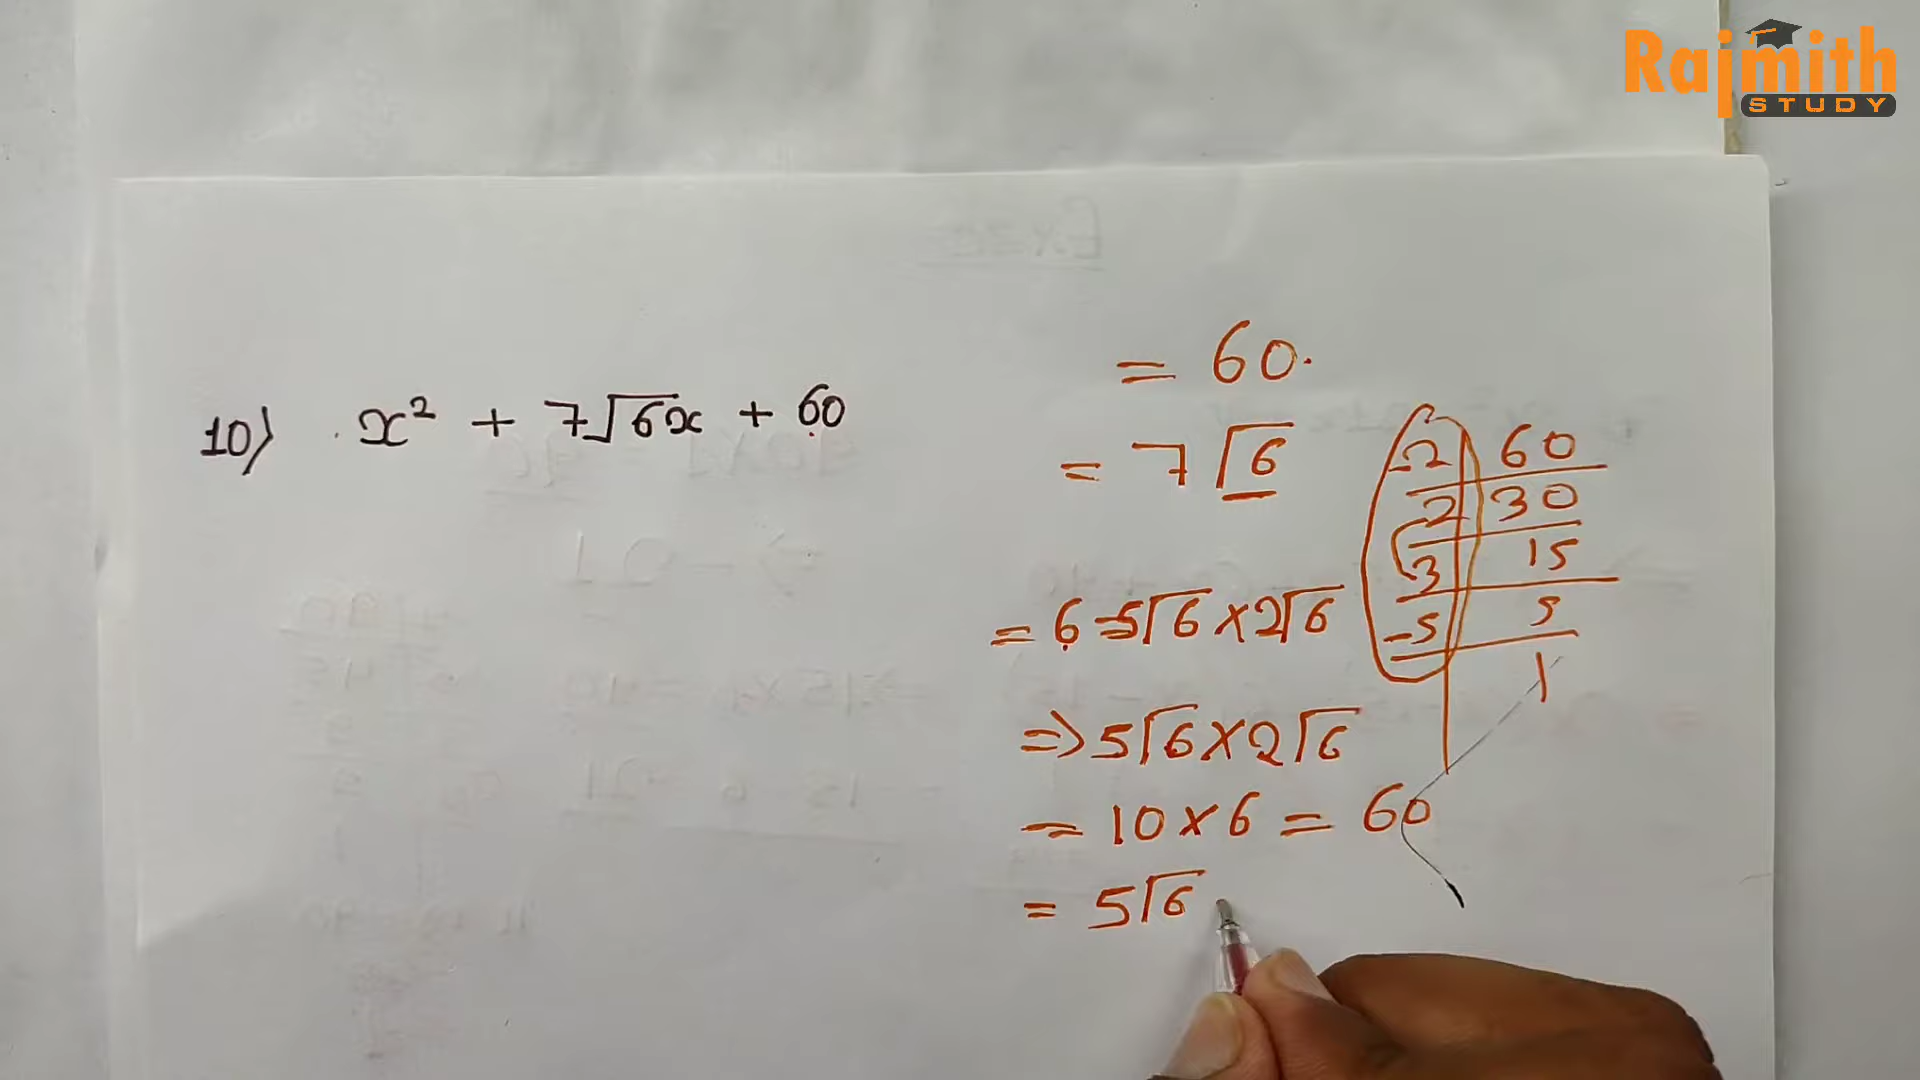 Rajmith
STUDY
10) x² + 7√6x + 60
= 60.
= 7√6
2 | 60
2 | 30
3 | 15
5 | 5
1
= 6 5√6 × 2√6
⇒ 5√6 × 2√6
= 10 × 6 = 60
= 5√6